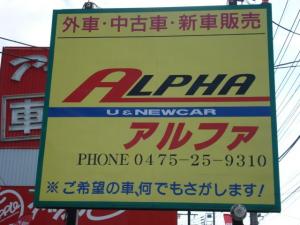 外車・中古車・新車販売
ALPHA
U & NEWCAR
アルファ
PHONE 0475-25-9310
※ご希望の車、何でもさがします!
車